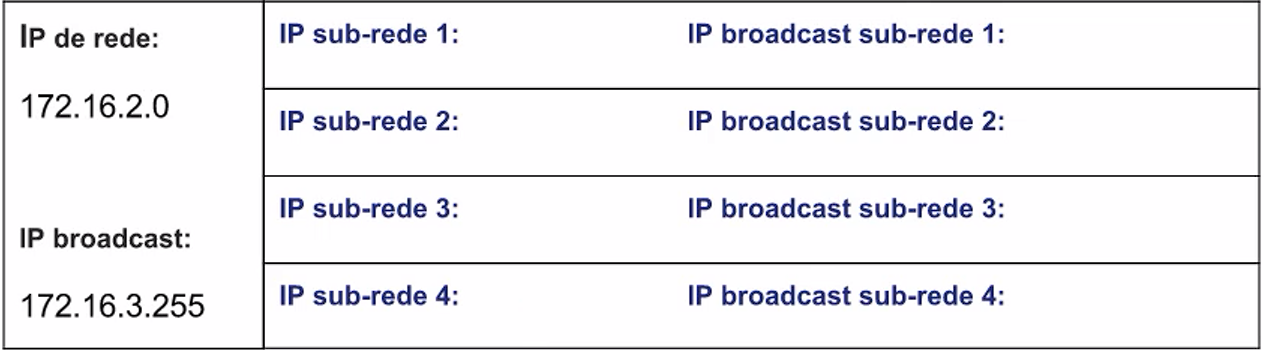 IP de rede:
172.16.2.0
IP broadcast:
172.16.3.255
IP sub-rede 1: IP broadcast sub-rede 1:
IP sub-rede 2: IP broadcast sub-rede 2:
IP sub-rede 3: IP broadcast sub-rede 3:
IP sub-rede 4: IP broadcast sub-rede 4: